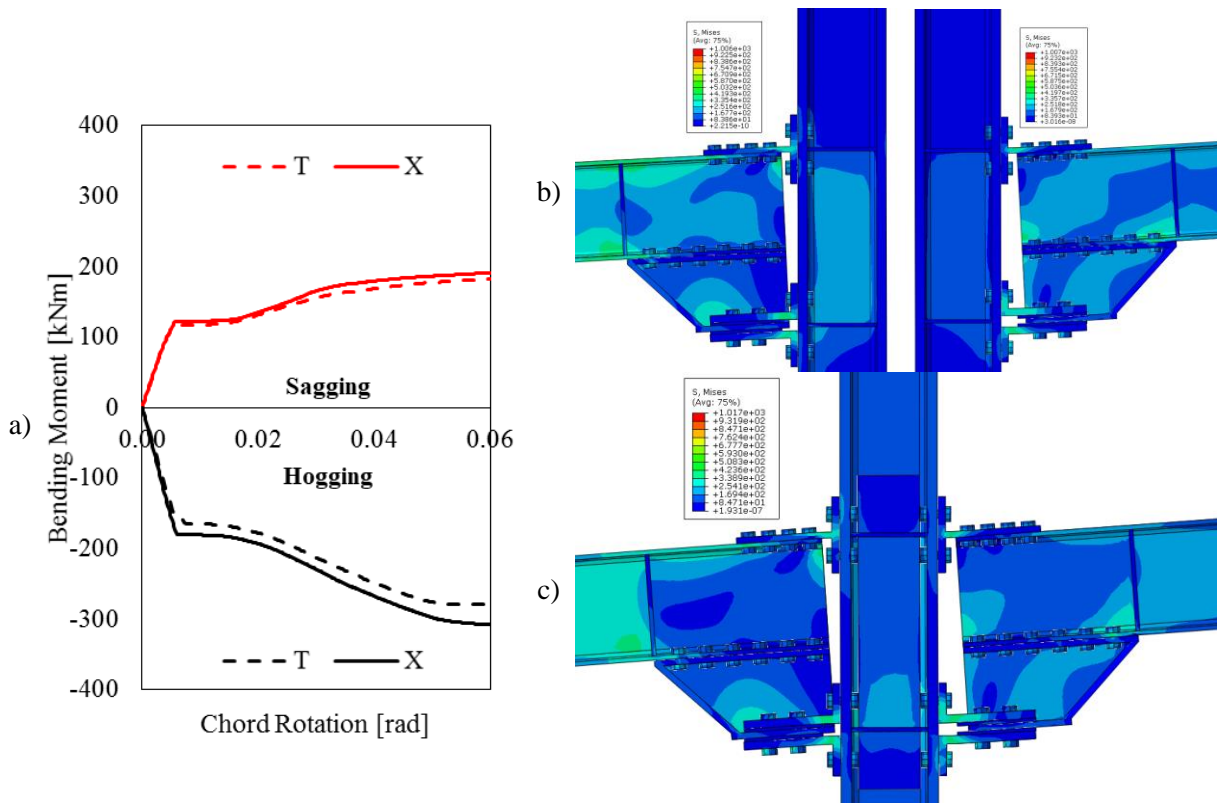 a)
Bending Moment [kNm]
400
300
200
100
0
-100
-200
-300
-400
0.00
0.02
0.04
0.06
T
X
Sagging
Hogging
T
X
Chord Rotation [rad]
b)
S, Mises
(Avg: 75%)
+1.006e+03
+9.225e+02
+8.386e+02
+7.547e+02
+6.709e+02
+5.870e+02
+5.032e+02
+4.193e+02
+3.354e+02
+2.516e+02
+1.677e+02
+8.386e+01
+2.215e-10
S, Mises
(Avg: 75%)
+1.007e+03
+9.232e+02
+8.393e+02
+7.554e+02
+6.715e+02
+5.875e+02
+5.036e+02
+4.197e+02
+3.357e+02
+2.518e+02
+1.679e+02
+8.393e+01
+3.016e-08
c)
S, Mises
(Avg: 75%)
+1.017e+03
+9.319e+02
+8.471e+02
+7.624e+02
+6.777e+02
+5.930e+02
+5.083e+02
+4.236e+02
+3.389e+02
+2.541e+02
+1.694e+02
+8.471e+01
+1.931e-07